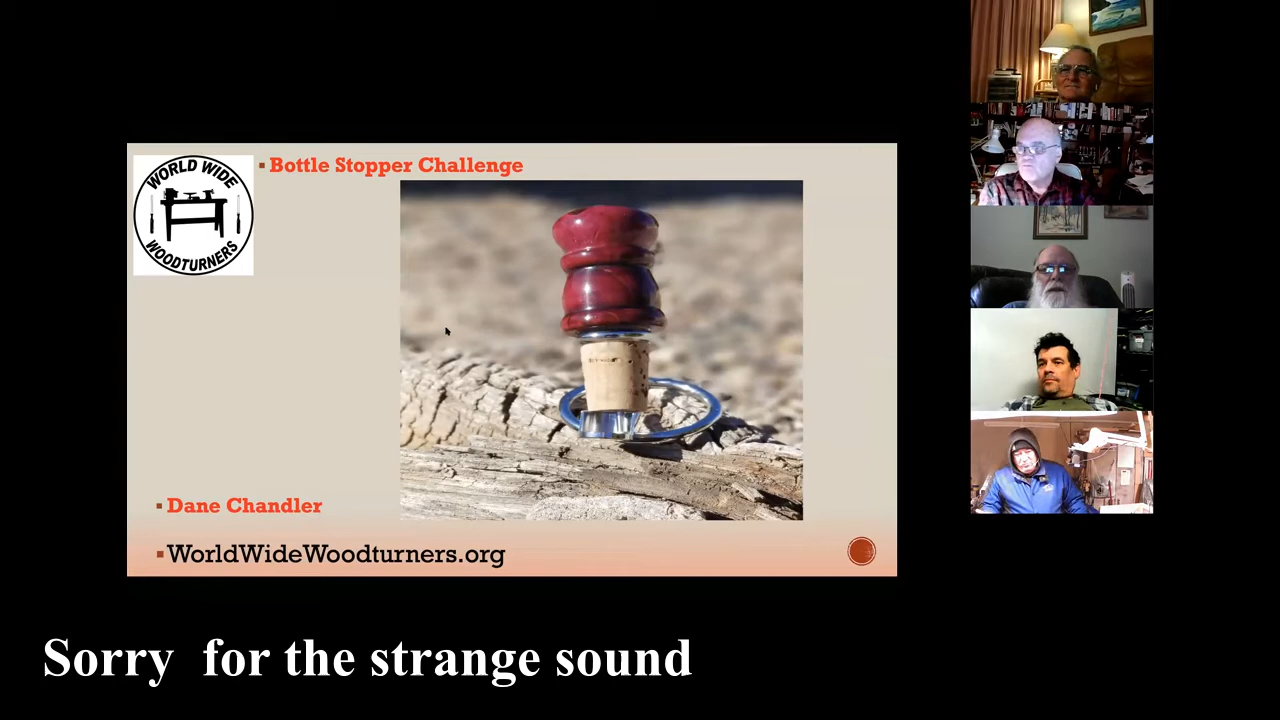 WORLD WIDE
WOODTURNERS
Bottle Stopper Challenge
Dane Chandler
WorldWideWoodturners.org
Sorry for the strange sound